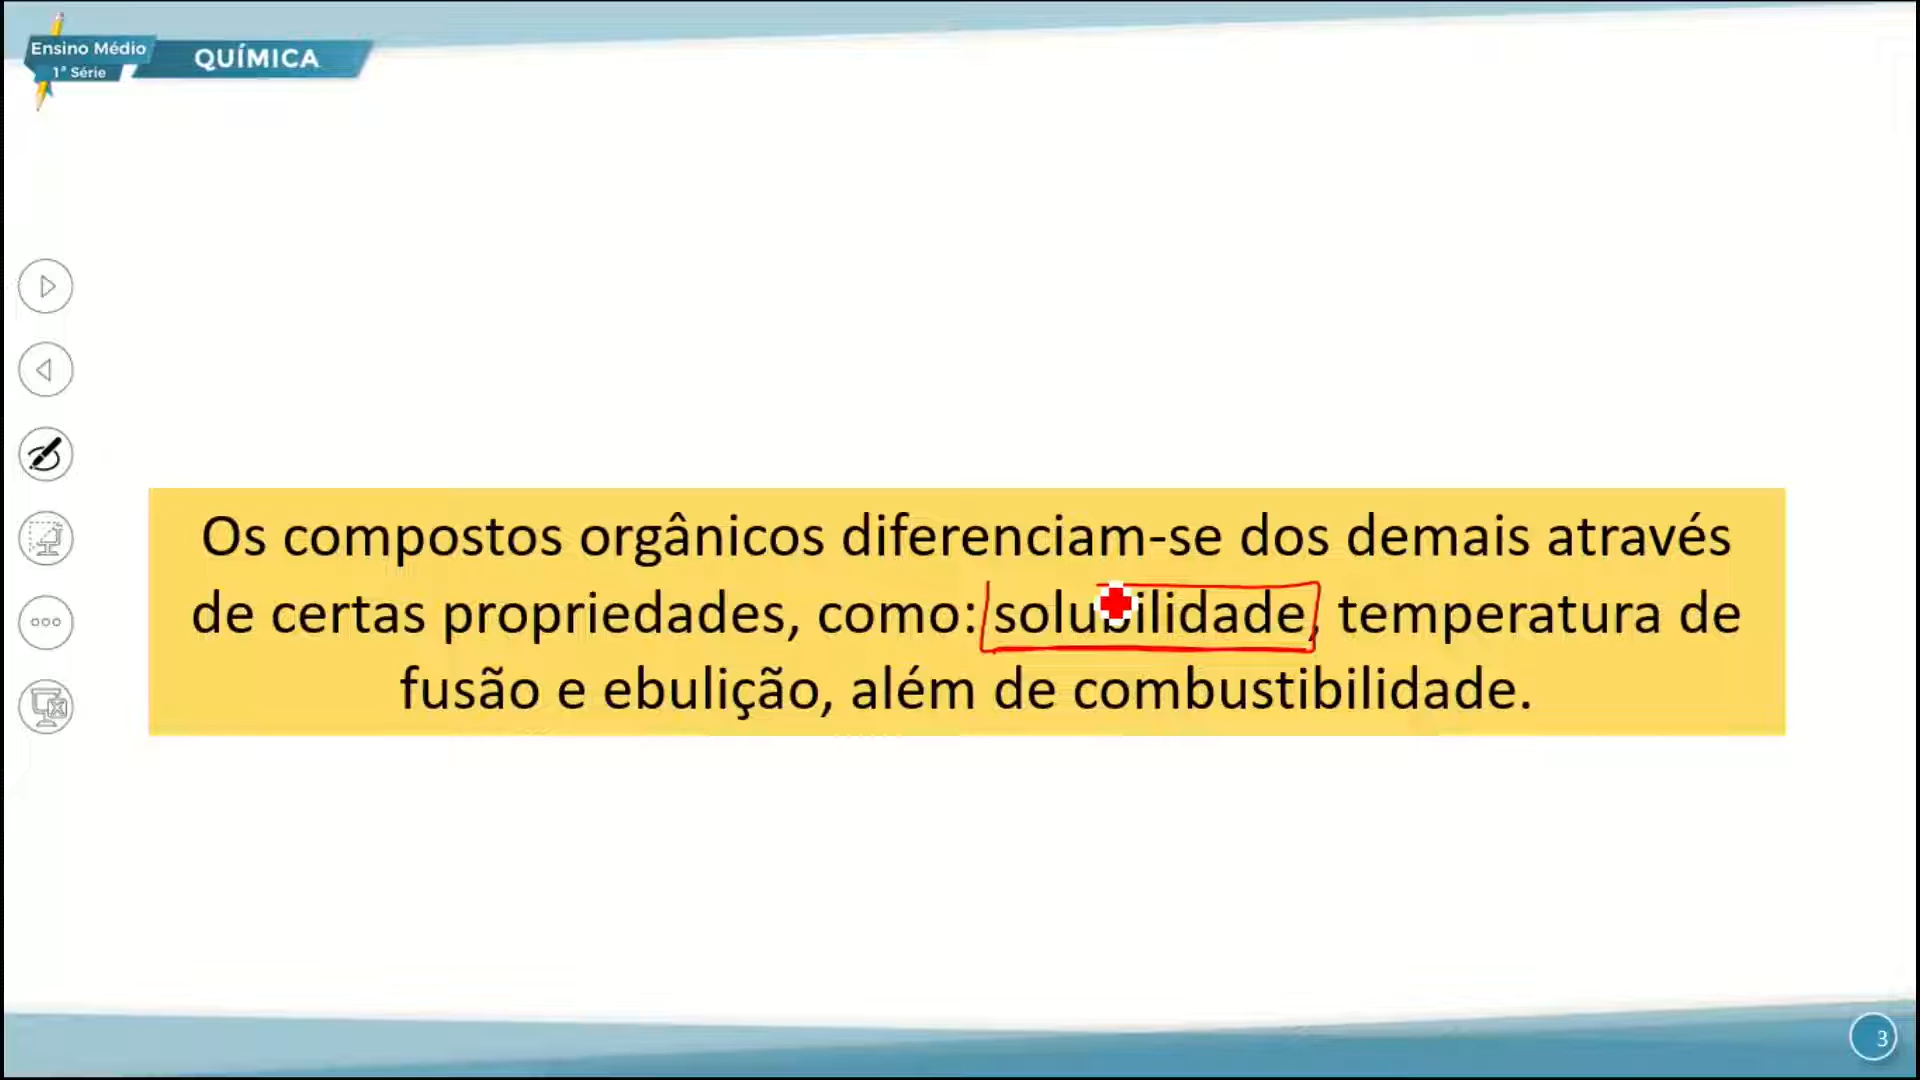 Ensino Médio
1ª Série
QUÍMICA
Os compostos orgânicos diferenciam-se dos demais através
de certas propriedades, como: solubilidade, temperatura de
fusão e ebulição, além de combustibilidade.
3